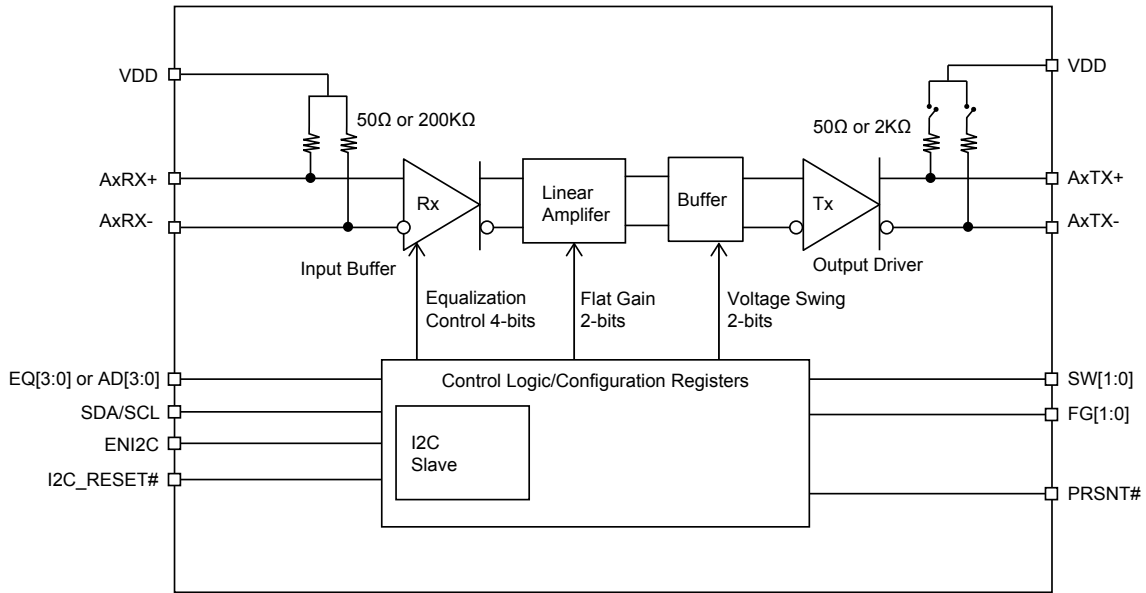 VDD
VDD
50Ω or 200KΩ
50Ω or 2KΩ
AxRX+
AxRX-
Rx
Linear
Amplifer
Buffer
Tx
AxTX+
AxTX-
Input Buffer
Output Driver
Equalization
Control 4-bits
Flat Gain
2-bits
Voltage Swing
2-bits
EQ[3:0] or AD[3:0]
SDA/SCL
ENI2C
I2C_RESET#
Control Logic/Configuration Registers
I2C
Slave
SW[1:0]
FG[1:0]
PRSNT#